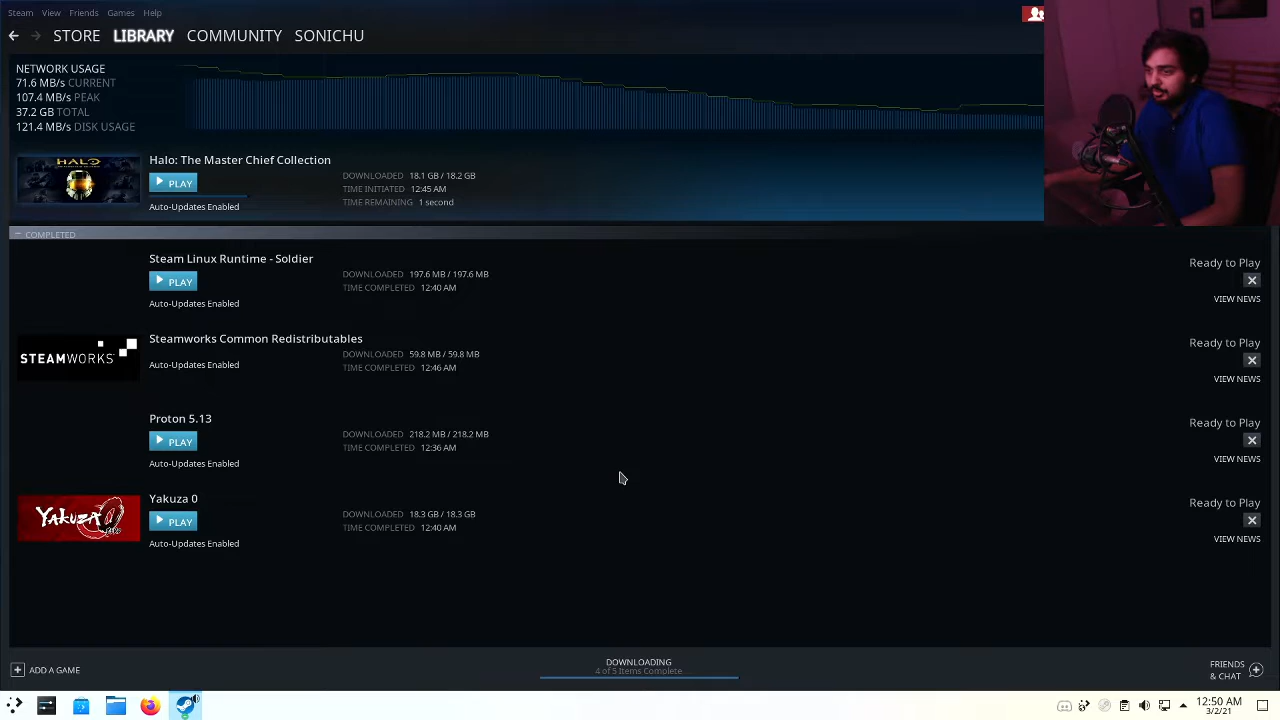 Steam View Friends Games Help
STORE LIBRARY COMMUNITY SONICHU
NETWORK USAGE
71.6 MB/s CURRENT
107.4 MB/s PEAK
37.2 GB TOTAL
121.4 MB/s DISK USAGE
HALO
Halo: The Master Chief Collection
PLAY
Auto-Updates Enabled
DOWNLOADED 18.1 GB / 18.2 GB
TIME INITIATED 12:45 AM
TIME REMAINING 1 second
COMPLETED
Steam Linux Runtime - Soldier
PLAY
Auto-Updates Enabled
DOWNLOADED 197.6 MB / 197.6 MB
TIME COMPLETED 12:40 AM
Ready to Play
VIEW NEWS
STEAMWORKS
Steamworks Common Redistributables
Auto-Updates Enabled
DOWNLOADED 59.8 MB / 59.8 MB
TIME COMPLETED 12:46 AM
Ready to Play
VIEW NEWS
Proton 5.13
PLAY
Auto-Updates Enabled
DOWNLOADED 218.2 MB / 218.2 MB
TIME COMPLETED 12:36 AM
Ready to Play
VIEW NEWS
YAKUZA 0
Yakuza 0
PLAY
Auto-Updates Enabled
DOWNLOADED 18.3 GB / 18.3 GB
TIME COMPLETED 12:40 AM
Ready to Play
VIEW NEWS
ADD A GAME
DOWNLOADING
4 of 5 Items Complete
FRIENDS
& CHAT
12:50 AM
3/2/21